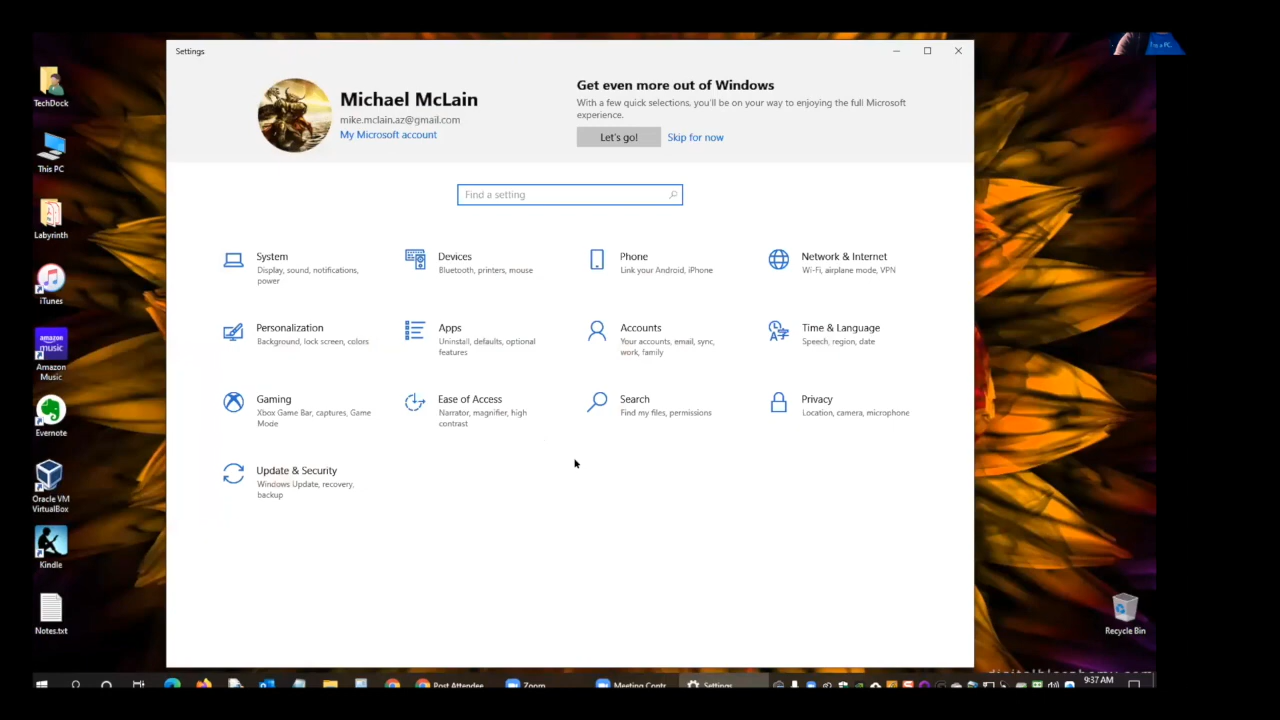 Settings
Michael McLain
mike.mclain.az@gmail.com
My Microsoft account
Get even more out of Windows
With a few quick selections, you'll be on your way to enjoying the full Microsoft
experience.
Let's go!
Skip for now
Find a setting
System
Display, sound, notifications,
power
Devices
Bluetooth, printers, mouse
Phone
Link your Android, iPhone
Network & Internet
Wi-Fi, airplane mode, VPN
Personalization
Background, lock screen, colors
Apps
Uninstall, defaults, optional
features
Accounts
Your accounts, email, sync,
work, family
Time & Language
Speech, region, date
Gaming
Xbox Game Bar, captures, Game
Mode
Ease of Access
Narrator, magnifier, high
contrast
Search
Find my files, permissions
Privacy
Location, camera, microphone
Update & Security
Windows Update, recovery,
backup
TechDock
This PC
Labyrinth
iTunes
amazon
music
Amazon
Music
Evernote
Oracle VM
VirtualBox
Kindle
Notes.txt
Recycle Bin
Post Attendee
Zoom
Meeting Contr
Settings
9:37 AM